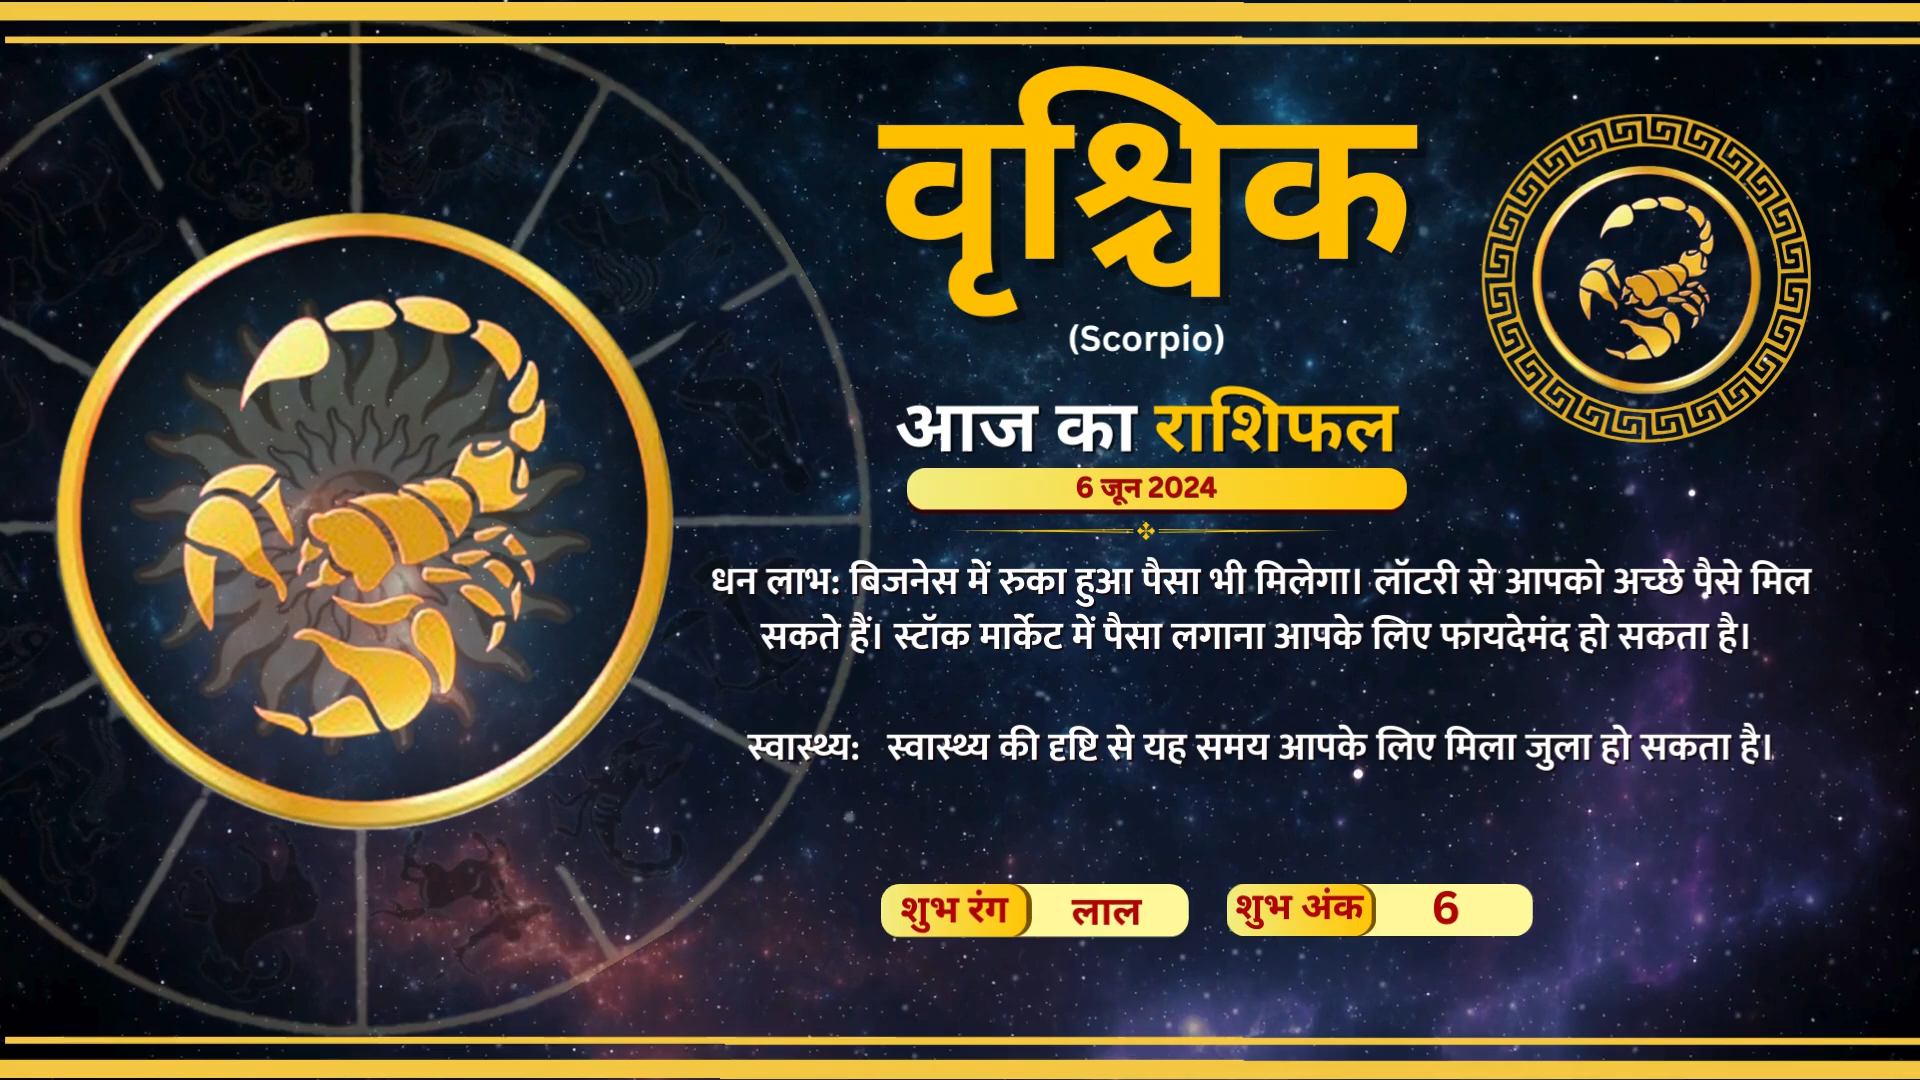 वृश्चिक
(Scorpio)
आज का राशिफल
6 जून 2024
धन लाभ: बिजनेस में रुका हुआ पैसा भी मिलेगा। लॉटरी से आपको अच्छे पैसे मिल
सकते हैं। स्टॉक मार्केट में पैसा लगाना आपके लिए फायदेमंद हो सकता है।
स्वास्थ्य: स्वास्थ्य की दृष्टि से यह समय आपके लिए मिला जुला हो सकता है।
शुभ रंग लाल शुभ अंक 6